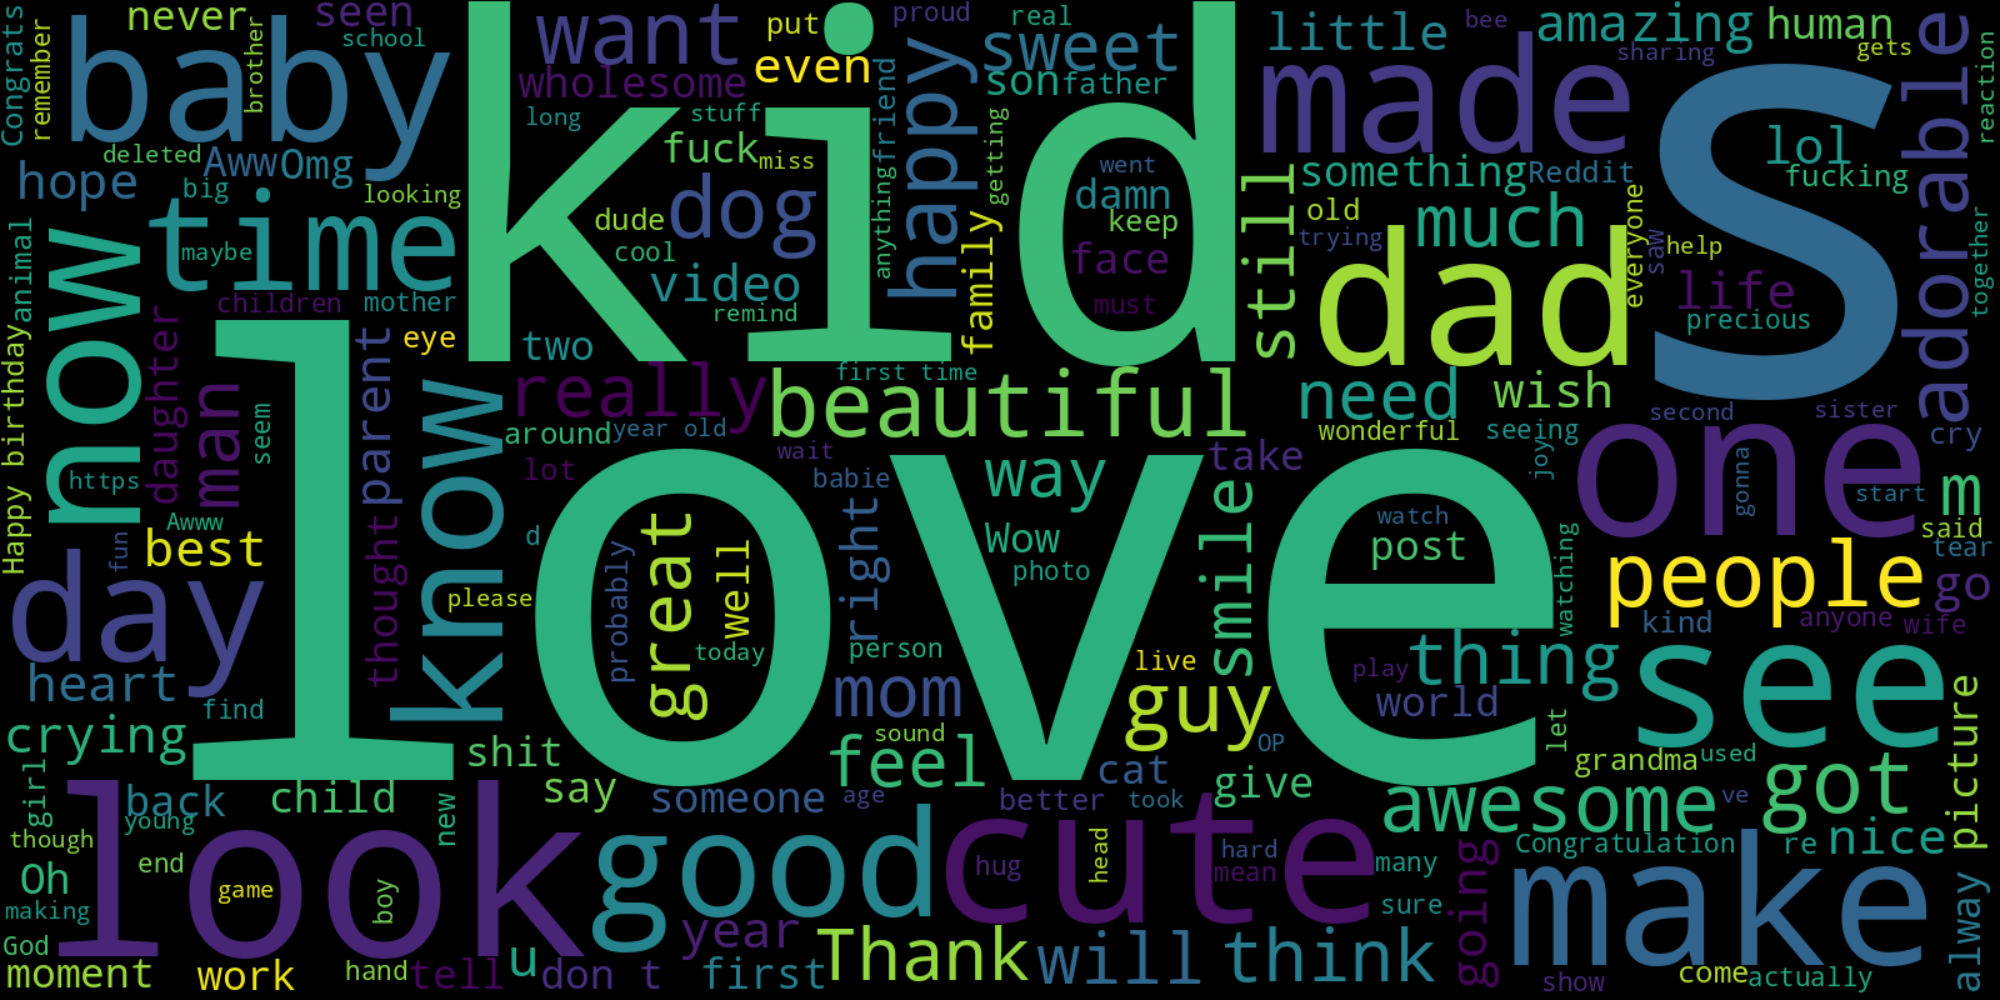 Congrats
remember
never
seen
school
brother
baby
want
put
even
wholesome
long
stuff
kid
proud
real
sweet
son
father
happy
anything
friend
getting
little
bee
amazing
human
sharing
gets
made
s
adorable
reaction
deleted
Aww
Omg
hope
big
looking
fuck
miss
dog
dude
cool
video
remind
time
maybe
children
mother
animal
now
went
damn
keep
face
must
family
still
something
Reddit
old
trying
much
everyone
saw
help
dad
life
precious
lol
fucking
together
Happy birthday
daughter
man
seem
https
parent
eye
two
really
first time
beautiful
around
year old
need
wish
wonderful
seeing
second
sister
cry
know
lot
wait
babie
way
take
love
one
joy
gonna
start
m
said
tear
Awww
fun
best
thought
please
d
probably
great
well
today
right
Wow
photo
smile
watch
post
watching
people
go
kind
anyone
wife
day
heart
find
person
mom
live
guy
play
thing
world
see
picture
crying
shit
say
sound
feel
cat
OP
give
let
grandma
used
got
girl
back
young
child
new
someone
age
better
took
awesome
ve
though
look
good
cute
hug
head
hard
mean
many
Congratulation
re
nice
Oh
end
game
boy
making
God
year
sure
going
make
alway
moment
work
hand
tell
u
don t
first
Thank
will
think
show
come
actually